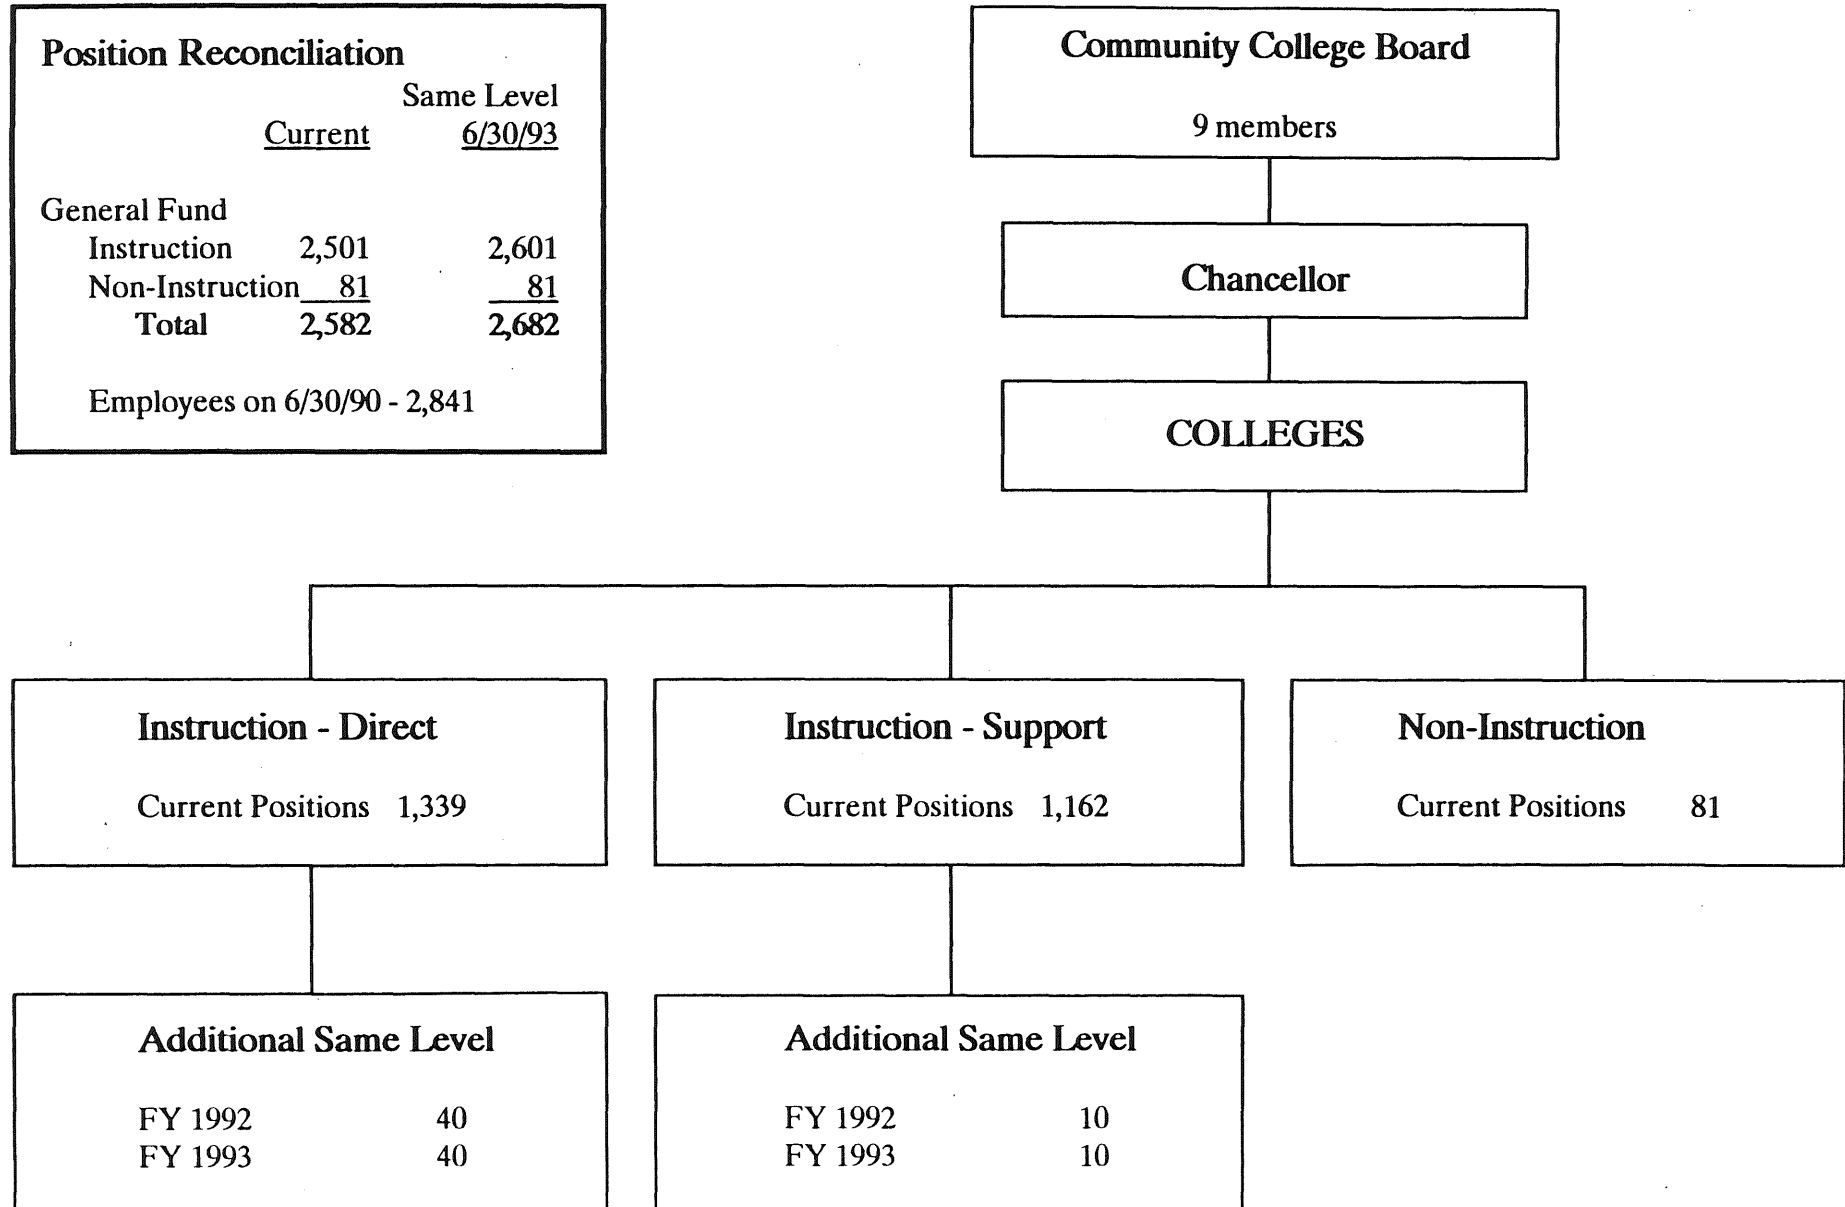 Position Reconciliation
Same Level
Current 6/30/93
General Fund
Instruction 2,501 2,601
Non-Instruction 81 81
Total 2,582 2,682
Employees on 6/30/90 - 2,841
Community College Board
9 members
Chancellor
COLLEGES
Instruction - Direct
Current Positions 1,339
Instruction - Support
Current Positions 1,162
Non-Instruction
Current Positions 81
Additional Same Level
FY 1992 40
FY 1993 40
Additional Same Level
FY 1992 10
FY 1993 10